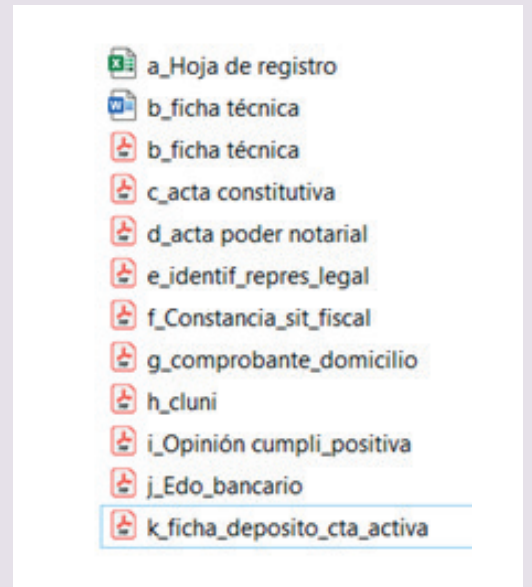 a_Hoja de registro
b_ficha técnica
b_ficha técnica
c_acta constitutiva
d_acta poder notarial
e_identif_repres_legal
f_Constancia_sit_fiscal
g_comprobante_domicilio
h_cluni
i_Opinión cumpli_positiva
j_Edo_bancario
k_ficha_deposito_cta_activa